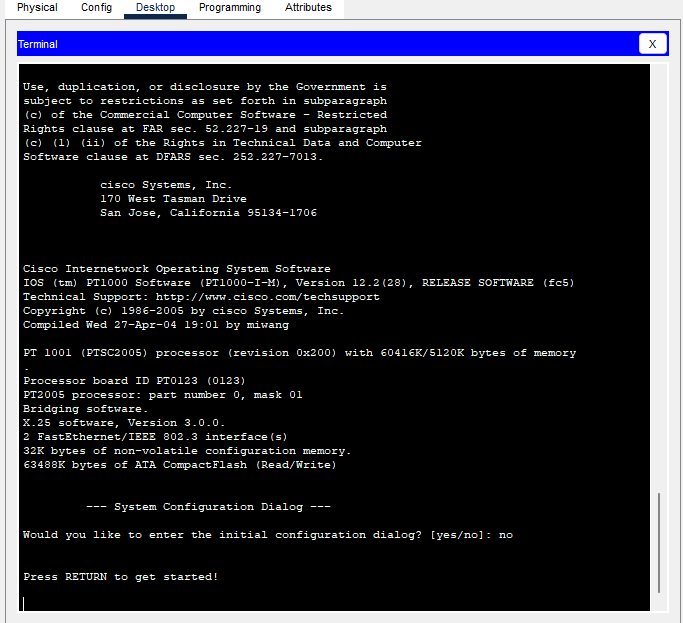 Physical Config Desktop Programming Attributes
Terminal X
Use, duplication, or disclosure by the Government is
subject to restrictions as set forth in subparagraph
(c) of the Commercial Computer Software - Restricted
Rights clause at FAR sec. 52.227-19 and subparagraph
(c) (1) (ii) of the Rights in Technical Data and Computer
Software clause at DFARS sec. 252.227-7013.
cisco Systems, Inc.
170 West Tasman Drive
San Jose, California 95134-1706
Cisco Internetwork Operating System Software
IOS (tm) PT1000 Software (PT1000-I-M), Version 12.2(28), RELEASE SOFTWARE (fc5)
Technical Support: http://www.cisco.com/techsupport
Copyright (c) 1986-2005 by cisco Systems, Inc.
Compiled Wed 27-Apr-04 19:01 by miwang
PT 1001 (PTSC2005) processor (revision 0x200) with 60416K/5120K bytes of memory
.
Processor board ID PT0123 (0123)
PT2005 processor: part number 0, mask 01
Bridging software.
X.25 software, Version 3.0.0.
2 FastEthernet/IEEE 802.3 interface(s)
32K bytes of non-volatile configuration memory.
63488K bytes of ATA CompactFlash (Read/Write)
--- System Configuration Dialog ---
Would you like to enter the initial configuration dialog? [yes/no]: no
Press RETURN to get started!